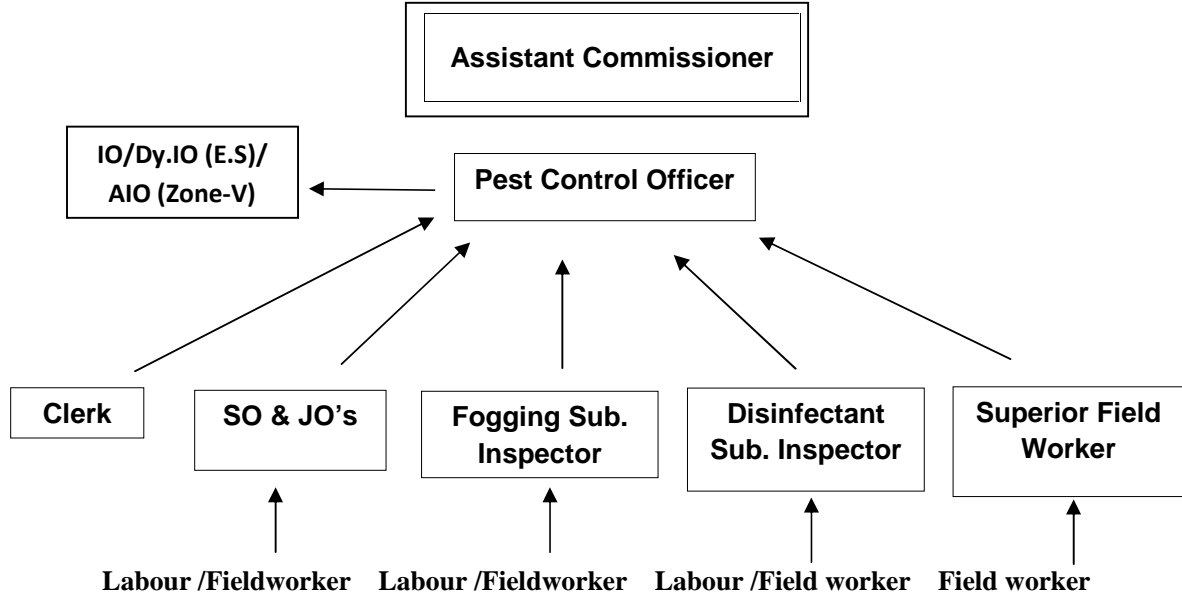 Assistant Commissioner
IO/Dy.IO (E.S)/
AIO (Zone-V)
Pest Control Officer
Clerk
SO & JO’s
Fogging Sub.
Inspector
Disinfectant
Sub. Inspector
Superior Field
Worker
Labour /Fieldworker
Labour /Fieldworker
Labour /Field worker
Field worker